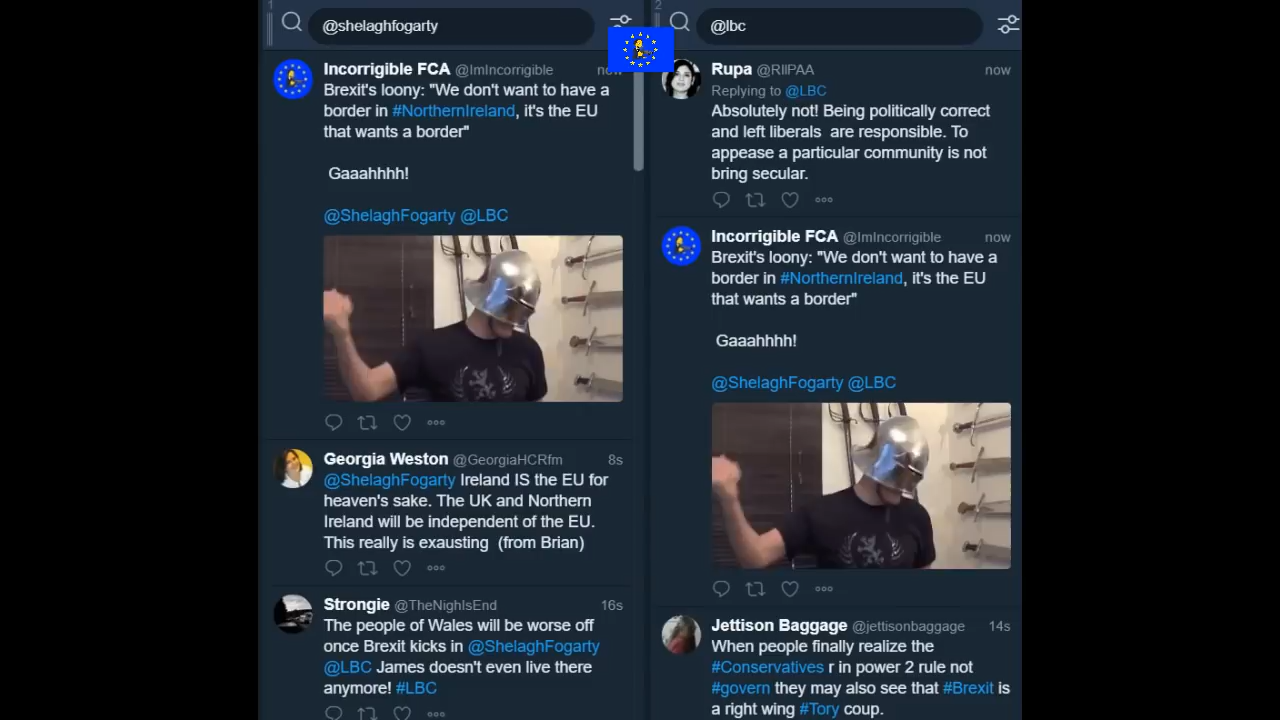 1
@shelaghfogarty
Incorrigible FCA @ImIncorrigible now
Brexit's loony: "We don't want to have a
border in #NorthernIreland, it's the EU
that wants a border"
Gaaahhhh!
@ShelaghFogarty @LBC
Georgia Weston @GeorgiaHCRfm 8s
@ShelaghFogarty Ireland IS the EU for
heaven's sake. The UK and Northern
Ireland will be independent of the EU.
This really is exausting (from Brian)
Strongie @TheNighIsEnd 16s
The people of Wales will be worse off
once Brexit kicks in @ShelaghFogarty
@LBC James doesn't even live there
anymore! #LBC
2
@lbc
Rupa @RIIPAA now
Replying to @LBC
Absolutely not! Being politically correct
and left liberals are responsible. To
appease a particular community is not
bring secular.
Incorrigible FCA @ImIncorrigible now
Brexit's loony: "We don't want to have a
border in #NorthernIreland, it's the EU
that wants a border"
Gaaahhhh!
@ShelaghFogarty @LBC
Jettison Baggage @jettisonbaggage 14s
When people finally realize the
#Conservatives r in power 2 rule not
#govern they may also see that #Brexit is
a right wing #Tory coup.